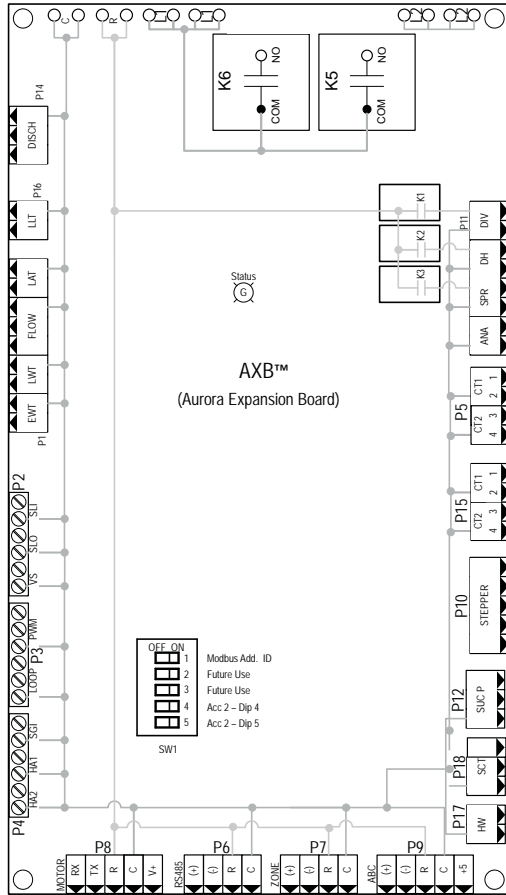 C
R
L1
L1
L2
L2
K6
NO
COM
K5
NO
COM
P14
DISCH
P16
LLT
LAT
FLOW
LWT
EWT
P1
K1
K2
K3
P11
DIV
DH
SPR
ANA
Status
G
AXB™
(Aurora Expansion Board)
P5
CT1 1
2
CT2 3
4
P15
CT1 1
2
CT2 3
4
P2
SLI
SLO
VS
P3
PWM
LOOP
P4
SGI
HA1
HA2
P10
STEPPER
P12
SUC P
P18
SCT
P17
HW
OFF ON
1 Modbus Add. ID
2 Future Use
3 Future Use
4 Acc 2 – Dip 4
5 Acc 2 – Dip 5
SW1
P8
MOTOR
RX
TX
R
C
V+
P6
RS485
(+)
(-)
R
C
P7
ZONE
(+)
(-)
R
C
P9
ABC
(+)
(-)
R
C
+5